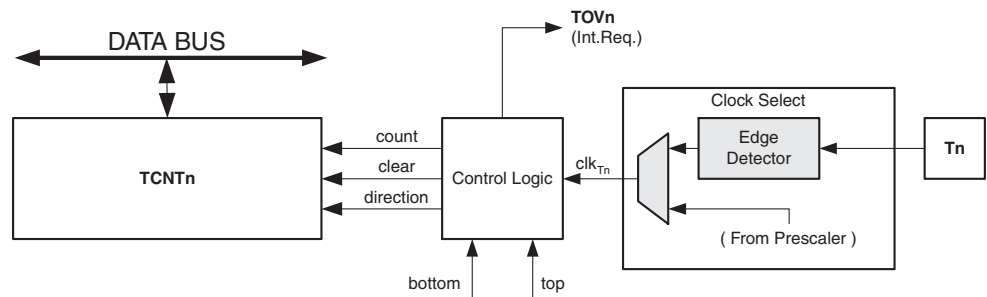 TOVn
(Int.Req.)
DATA BUS
Clock Select
Edge
Detector
Tn
TCNTn
count
clear
direction
Control Logic
clkTn
( From Prescaler )
bottom
top